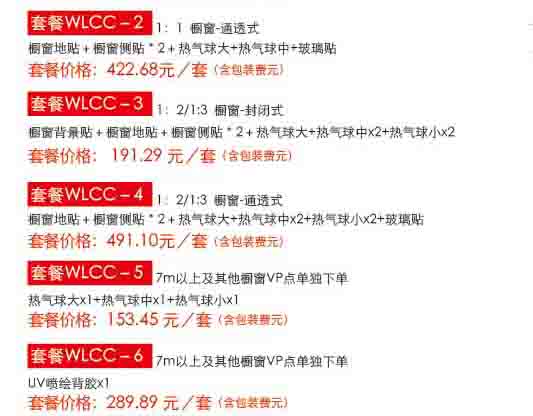 套餐WLCC－2 1：1 橱窗-通透式
橱窗地贴＋橱窗侧贴＊2＋热气球大+热气球中+玻璃贴
套餐价格：422.68元／套（含包装费元）
套餐WLCC－3 1：2/1:3 橱窗-封闭式
橱窗背景贴＋橱窗地贴＋橱窗侧贴＊2＋热气球大+热气球中x2+热气球小x2
套餐价格：191.29 元／套（含包装费元）
套餐WLCC－4 1：2/1:3 橱窗-通透式
橱窗地贴＋橱窗侧贴＊2＋热气球大+热气球中x2+热气球小x2+玻璃贴
套餐价格：491.10元／套（含包装费元）
套餐WLCC－5 7m以上及其他橱窗VP点单独下单
热气球大x1+热气球中x1+热气球小x1
套餐价格：153.45 元／套（含包装费元）
套餐WLCC－6 7m以上及其他橱窗VP点单独下单
UV喷绘背胶x1
套餐价格：289.89 元／套（含包装费元）